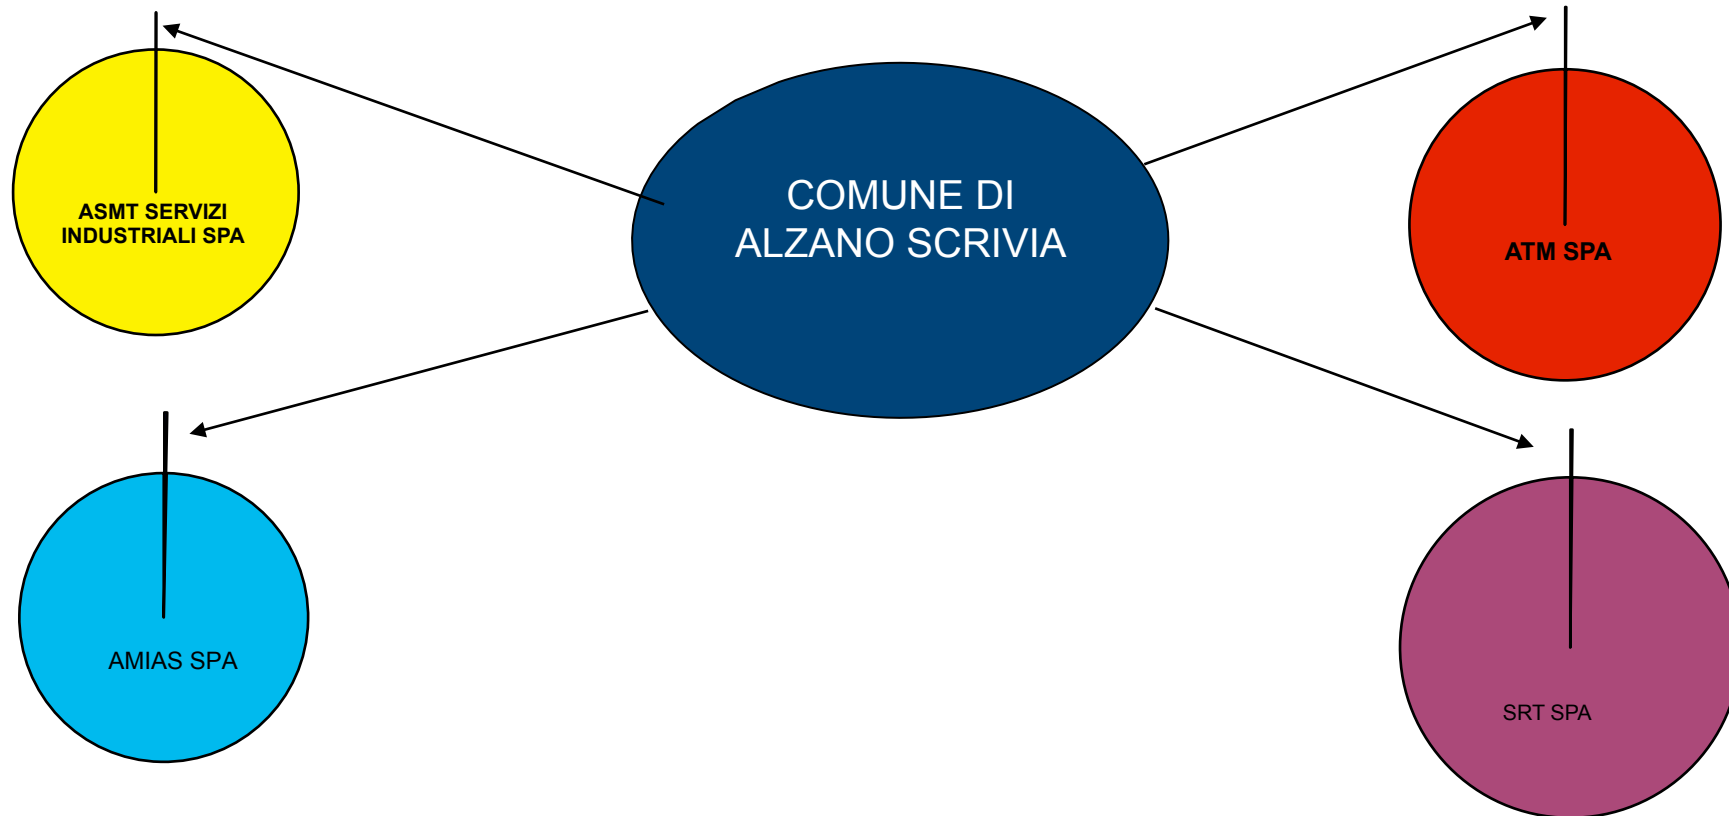 COMUNE DI
ALZANO SCRIVIA
ASMT SERVIZI
INDUSTRIALI SPA
ATM SPA
AMIAS SPA
SRT SPA